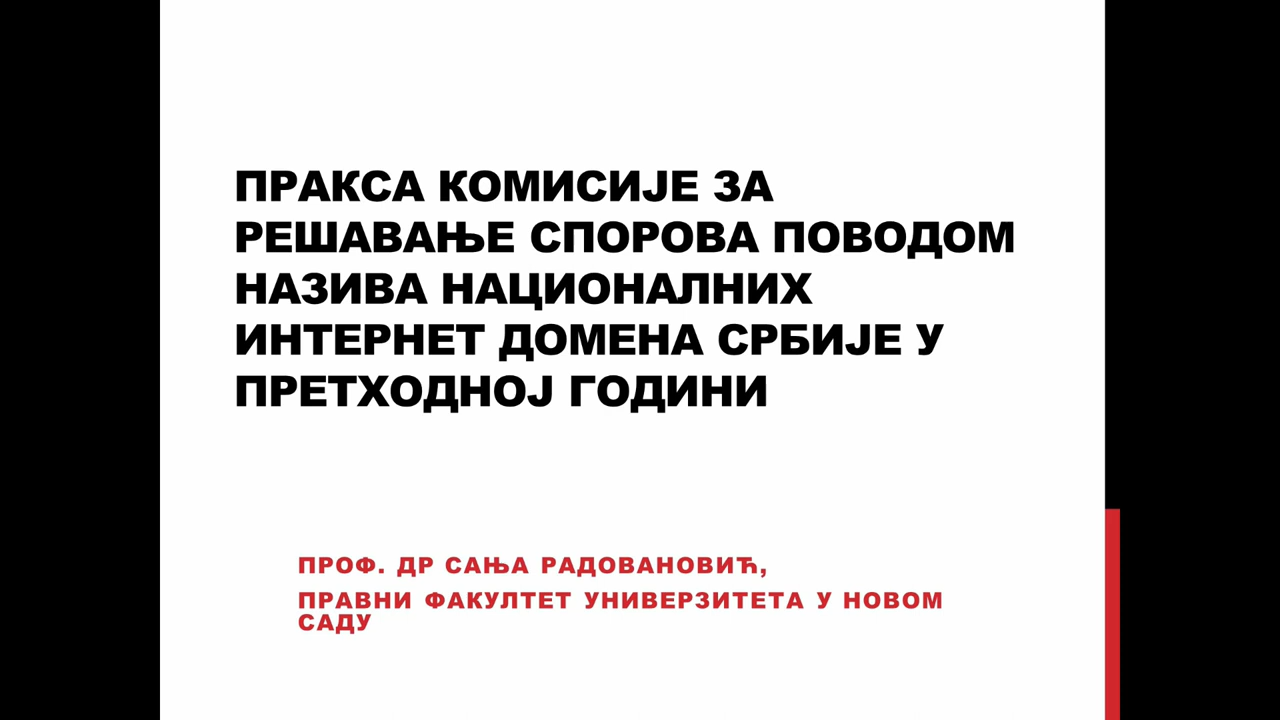 ПРАКСА КОМИСИЈЕ ЗА
РЕШАВАЊЕ СПОРОВА ПОВОДОМ
НАЗИВА НАЦИОНАЛНИХ
ИНТЕРНЕТ ДОМЕНА СРБИЈЕ У
ПРЕТХОДНОЈ ГОДИНИ
ПРОФ. ДР САЊА РАДОВАНОВИЋ,
ПРАВНИ ФАКУЛТЕТ УНИВЕРЗИТЕТА У НОВОМ
САДУ